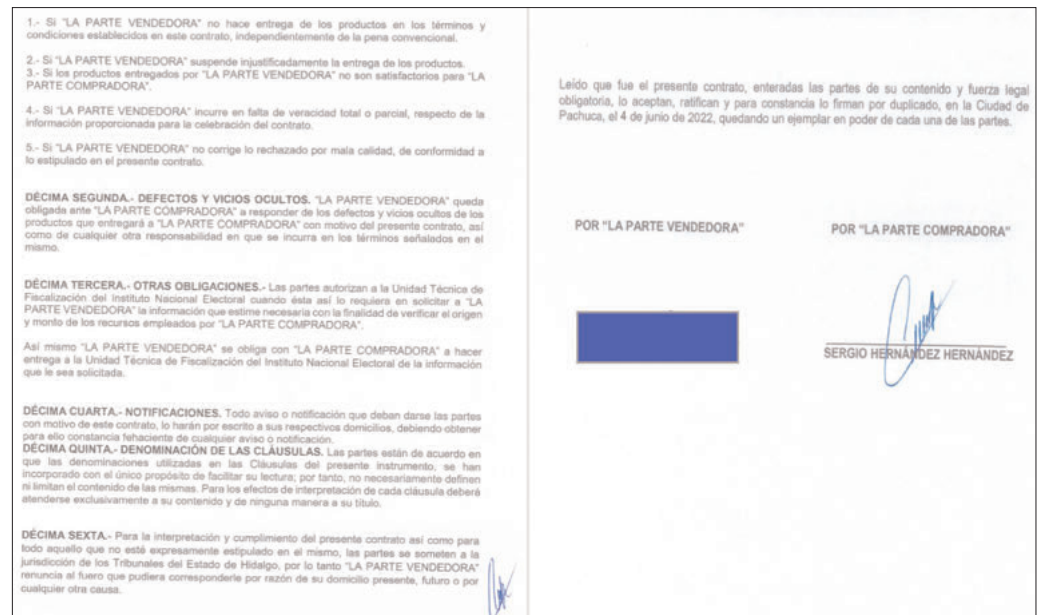 1.- Si "LA PARTE VENDEDORA" no hace entrega de los productos en los términos y
condiciones establecidos en este contrato, independientemente de la pena convencional.
2.- Si "LA PARTE VENDEDORA" suspende injustificadamente la entrega de los productos.
3.- Si los productos entregados por "LA PARTE VENDEDORA" no son satisfactorios para "LA
PARTE COMPRADORA".
4.- Si "LA PARTE VENDEDORA" incurre en falta de veracidad total o parcial, respecto de la
información proporcionada para la celebración del contrato.
5.- Si "LA PARTE VENDEDORA" no corrige lo rechazado por mala calidad, de conformidad a
lo estipulado en el presente contrato.
DÉCIMA SEGUNDA.- DEFECTOS Y VICIOS OCULTOS. "LA PARTE VENDEDORA" queda
obligada ante "LA PARTE COMPRADORA" a responder de los defectos y vicios ocultos de los
productos que entregará a "LA PARTE COMPRADORA" con motivo del presente contrato, así
como de cualquier otra responsabilidad en que se incurra en los términos señalados en el
mismo.
DÉCIMA TERCERA.- OTRAS OBLIGACIONES.- Las partes autorizan a la Unidad Técnica de
Fiscalización del Instituto Nacional Electoral cuando ésta así lo requiera en solicitar a "LA
PARTE VENDEDORA" la información que estime necesaria con la finalidad de verificar el origen
y monto de los recursos empleados por "LA PARTE COMPRADORA".
Así mismo "LA PARTE VENDEDORA" se obliga con "LA PARTE COMPRADORA" a hacer
entrega a la Unidad Técnica de Fiscalización del Instituto Nacional Electoral de la información
que le sea solicitada.
DÉCIMA CUARTA.- NOTIFICACIONES. Todo aviso o notificación que deban darse las partes
con motivo de este contrato, lo harán por escrito a sus respectivos domicilios, debiendo obtener
para ello constancia fehaciente de cualquier aviso o notificación.
DÉCIMA QUINTA.- DENOMINACIÓN DE LAS CLÁUSULAS. Las partes están de acuerdo en
que las denominaciones utilizadas en las Cláusulas del presente instrumento, se han
incorporado con el único propósito de facilitar su lectura; por tanto, no necesariamente definen
ni limitan el contenido de las mismas. Para los efectos de interpretación de cada cláusula deberá
atenderse exclusivamente a su contenido y de ninguna manera a su título.
DÉCIMA SEXTA.- Para la interpretación y cumplimiento del presente contrato así como para
todo aquello que no esté expresamente estipulado en el mismo, las partes se someten a la
jurisdicción de los Tribunales del Estado de Hidalgo, por lo tanto "LA PARTE VENDEDORA"
renuncia al fuero que pudiera corresponderle por razón de su domicilio presente, futuro o por
cualquier otra causa.
Leído que fue el presente contrato, enteradas las partes de su contenido y fuerza legal
obligatoria, lo aceptan, ratifican y para constancia lo firman por duplicado, en la Ciudad de
Pachuca, el 4 de junio de 2022, quedando un ejemplar en poder de cada una de las partes.
POR "LA PARTE VENDEDORA"
POR "LA PARTE COMPRADORA"
SERGIO HERNÁNDEZ HERNÁNDEZ